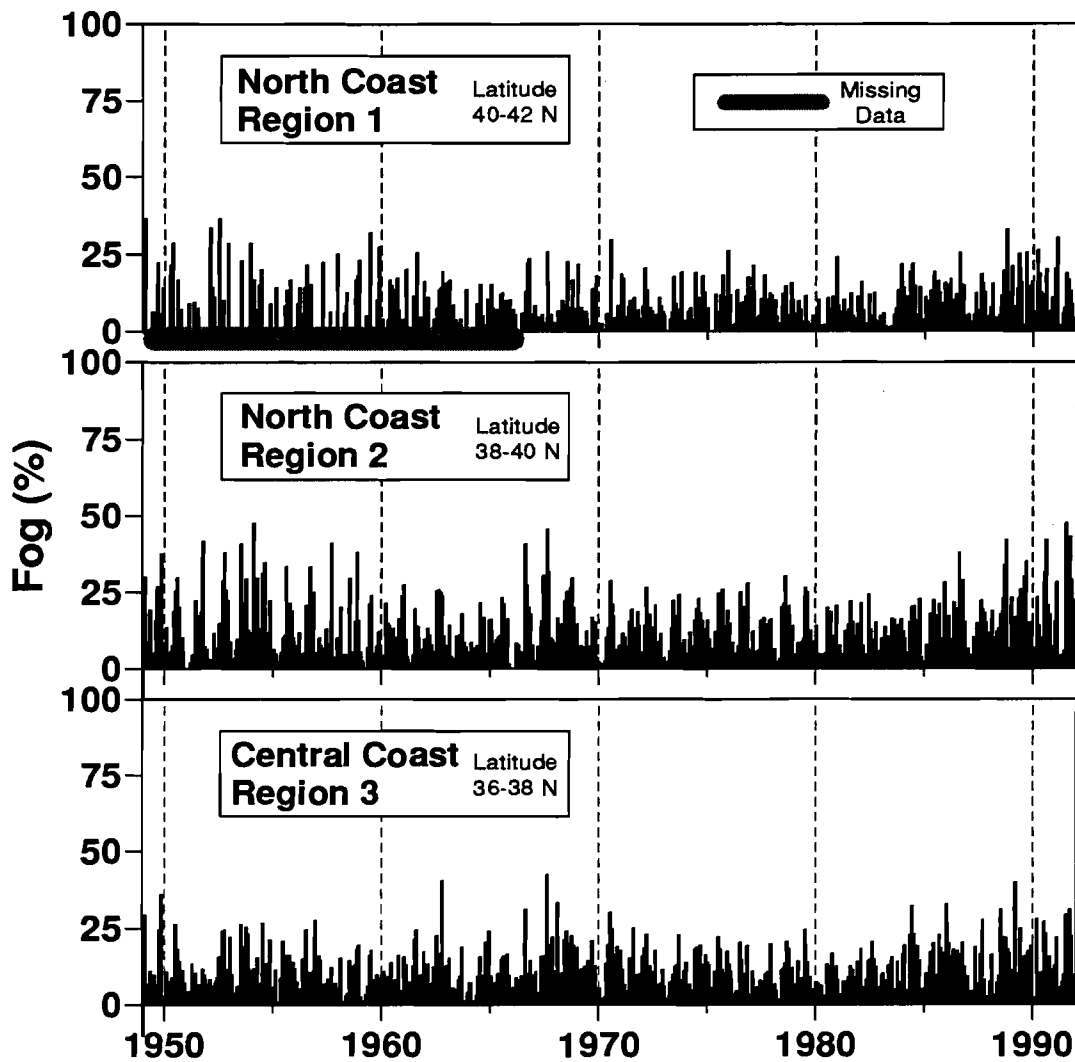 Fog (%)
100
75
50
25
0
North Coast
Region 1
Latitude
40-42 N
Missing
Data
100
75
50
25
0
North Coast
Region 2
Latitude
38-40 N
100
75
50
25
0
Central Coast
Region 3
Latitude
36-38 N
1950
1960
1970
1980
1990